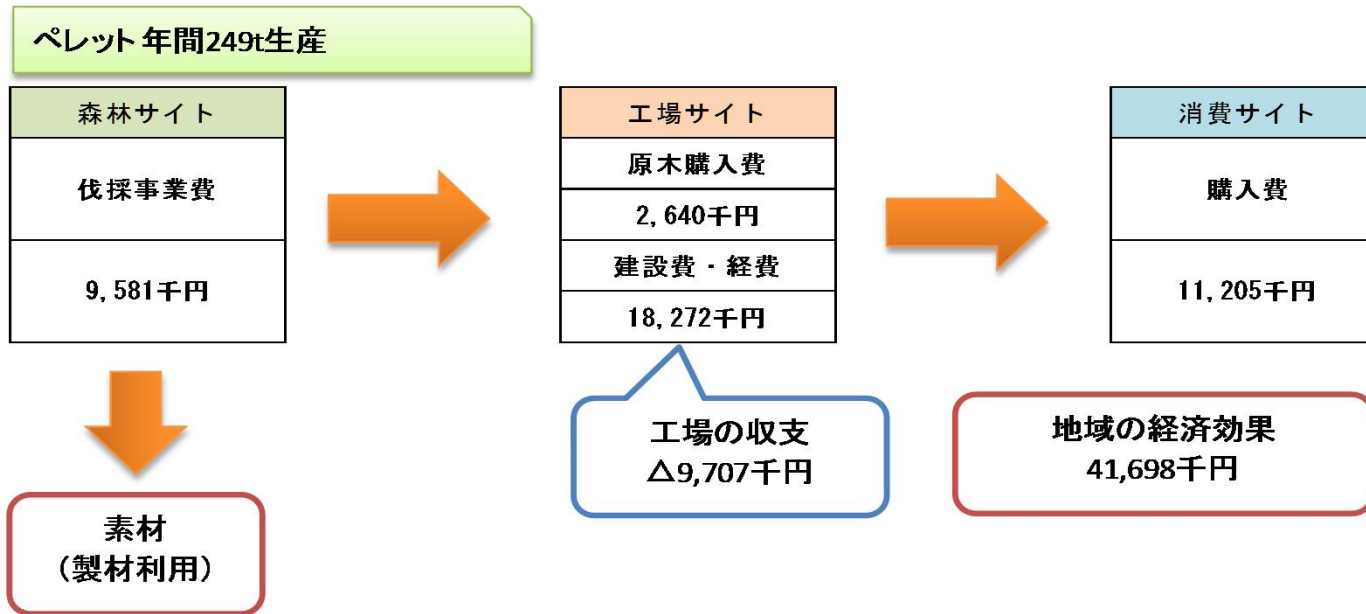 ペレット 年間249t生産
森林サイト
伐採事業費
9,581千円
素材
（製材利用）
工場サイト
原木購入費
2,640千円
建設費・経費
18,272千円
工場の収支
△9,707千円
消費サイト
購入費
11,205千円
地域の経済効果
41,698千円